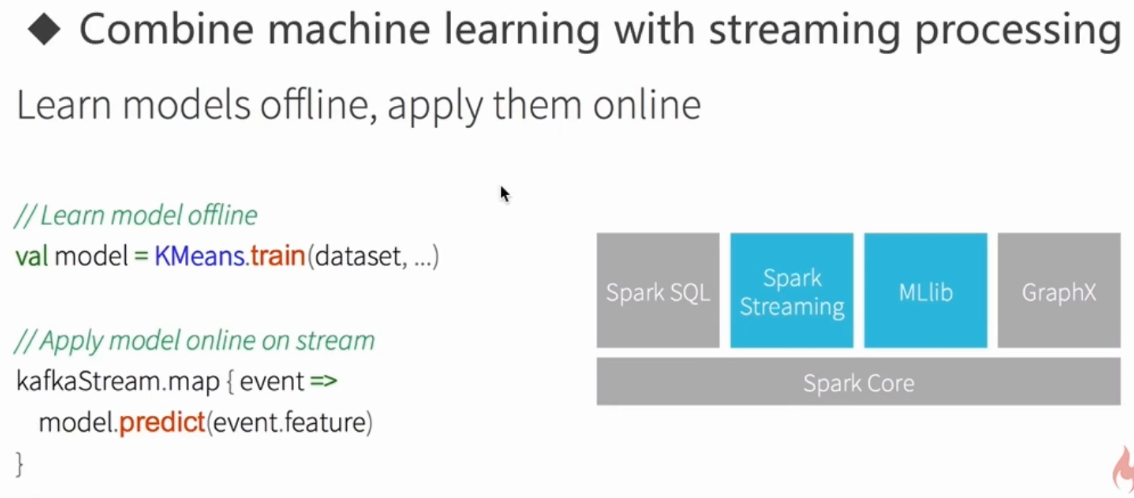 ◆ Combine machine learning with streaming processing
Learn models offline, apply them online
// Learn model offline
val model = KMeans.train(dataset, ...)
// Apply model online on stream
kafkaStream.map { event =>
model.predict(event.feature)
}
Spark SQL
Spark
Streaming
MLlib
GraphX
Spark Core